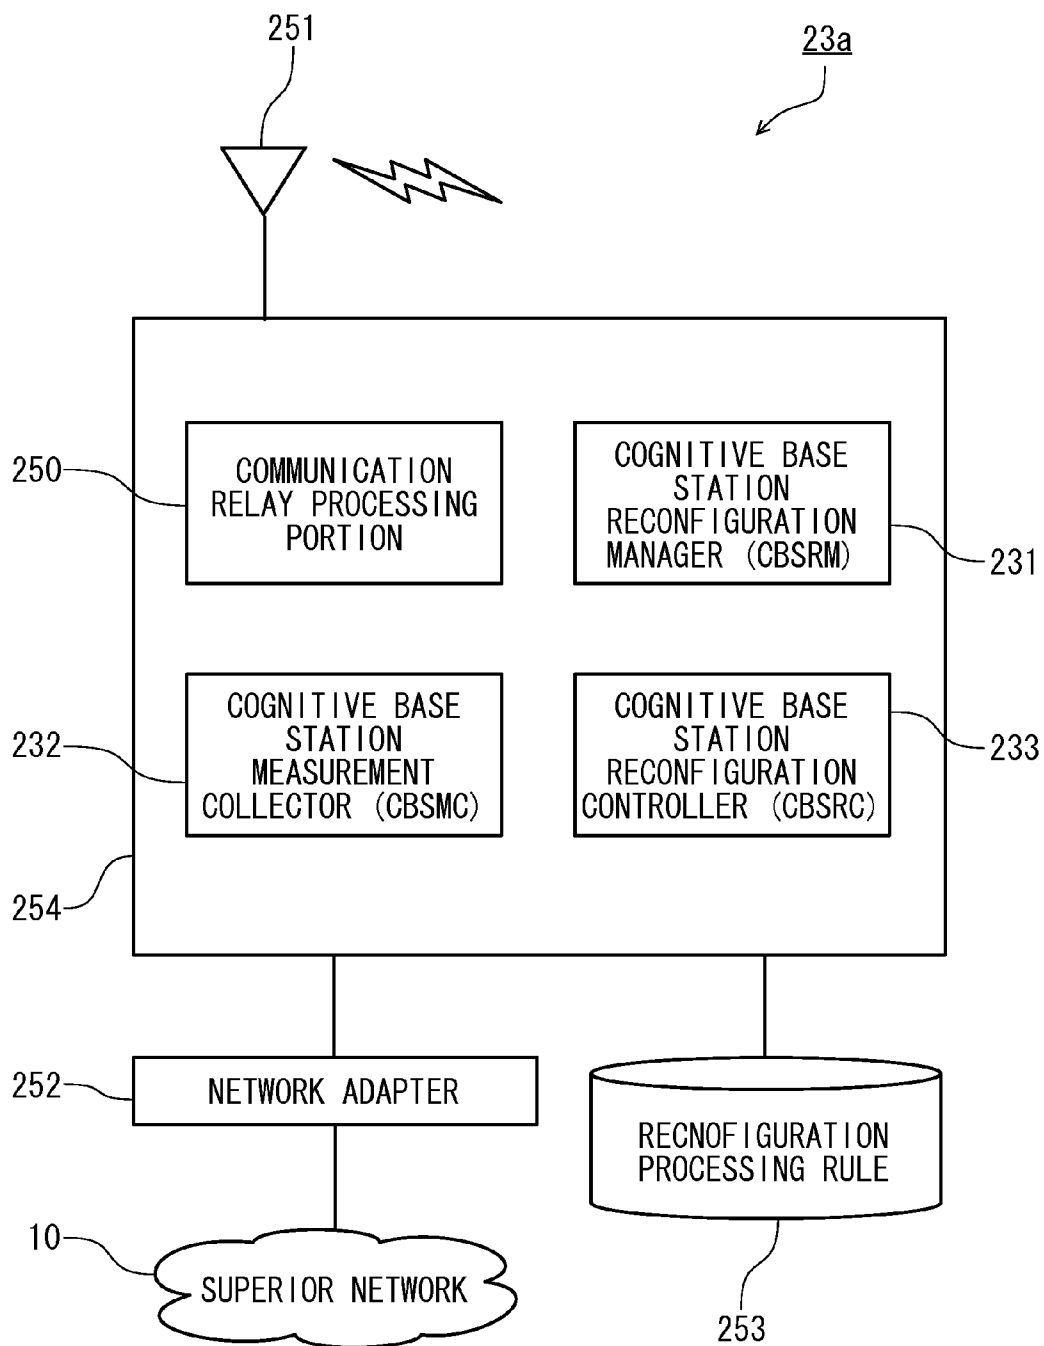 251
23a
250
COMMUNICATION
RELAY PROCESSING
PORTION
COGNITIVE BASE
STATION
RECONFIGURATION
MANAGER (CBSRM)
231
232
COGNITIVE BASE
STATION
MEASUREMENT
COLLECTOR (CBSMC)
COGNITIVE BASE
STATION
RECONFIGURATION
CONTROLLER (CBSRC)
233
254
252
NETWORK ADAPTER
RECNOFIGURATION
PROCESSING RULE
10
SUPERIOR NETWORK
253